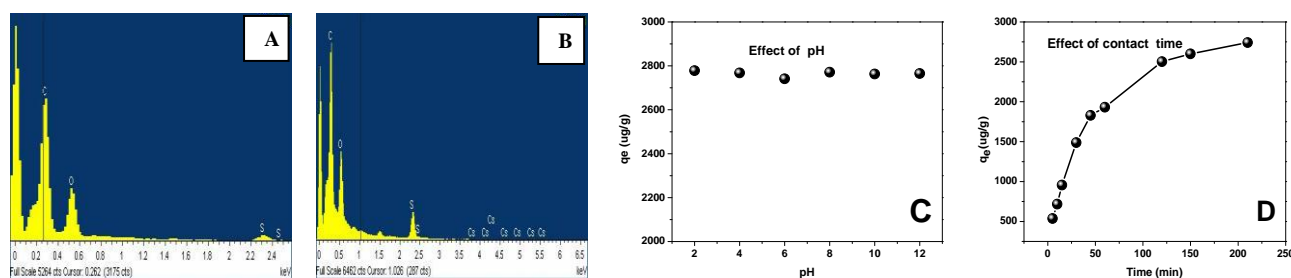 A
C
O
S
S
0 0.2 0.4 0.6 0.8 1 1.2 1.4 1.6 1.8 2 2.2 2.4
Full Scale 5264 cts Cursor: 0.262 (3175 cts) keV
B
C
O
S
S
Cs Cs Cs Cs Cs Cs Cs
0 0.5 1 1.5 2 2.5 3 3.5 4 4.5 5 5.5 6 6.5
Full Scale 6462 cts Cursor: 1.026 (287 cts) keV
3000
2800
2600
2400
2200
2000
qe (ug/g)
Effect of pH
C
2 4 6 8 10 12
pH
3000
2500
2000
1500
1000
500
qe(ug/g)
Effect of contact time
D
0 50 100 150 200
Time (min)